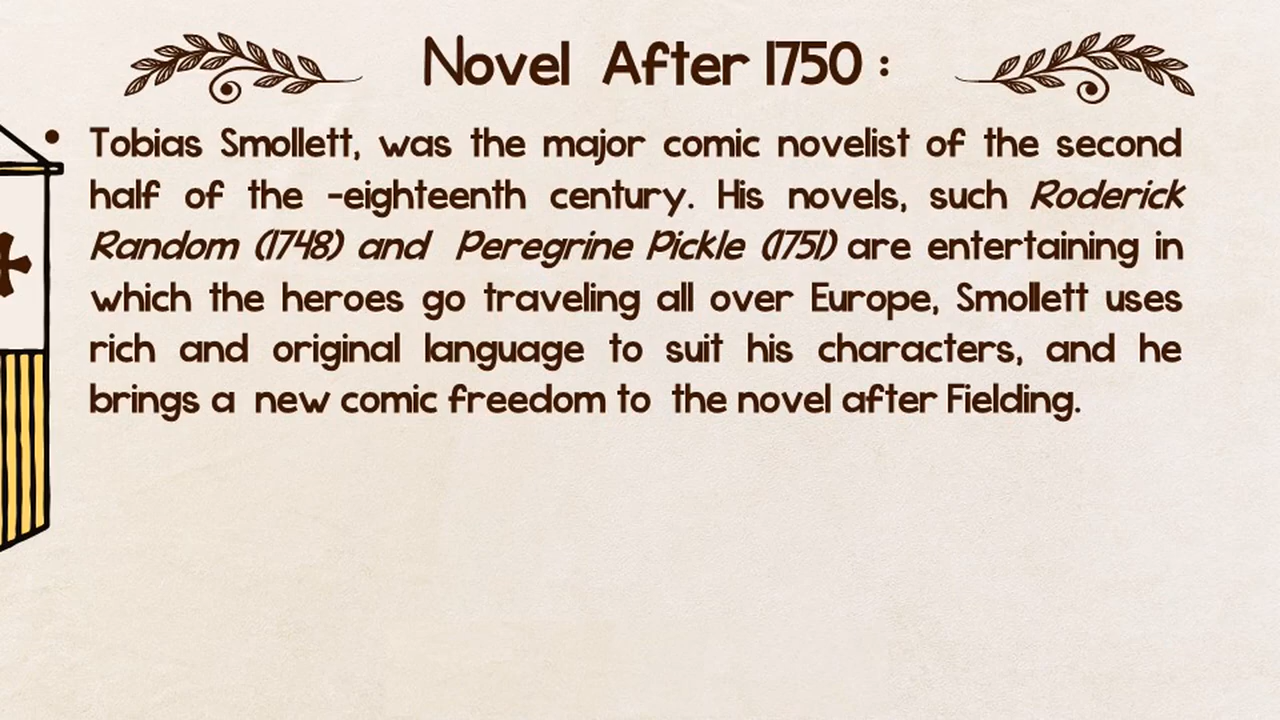 Novel After 1750 :
• Tobias Smollett, was the major comic novelist of the second
half of the -eighteenth century. His novels, such Roderick
Random (1748) and Peregrine Pickle (1751) are entertaining in
which the heroes go traveling all over Europe, Smollett uses
rich and original language to suit his characters, and he
brings a new comic freedom to the novel after Fielding.